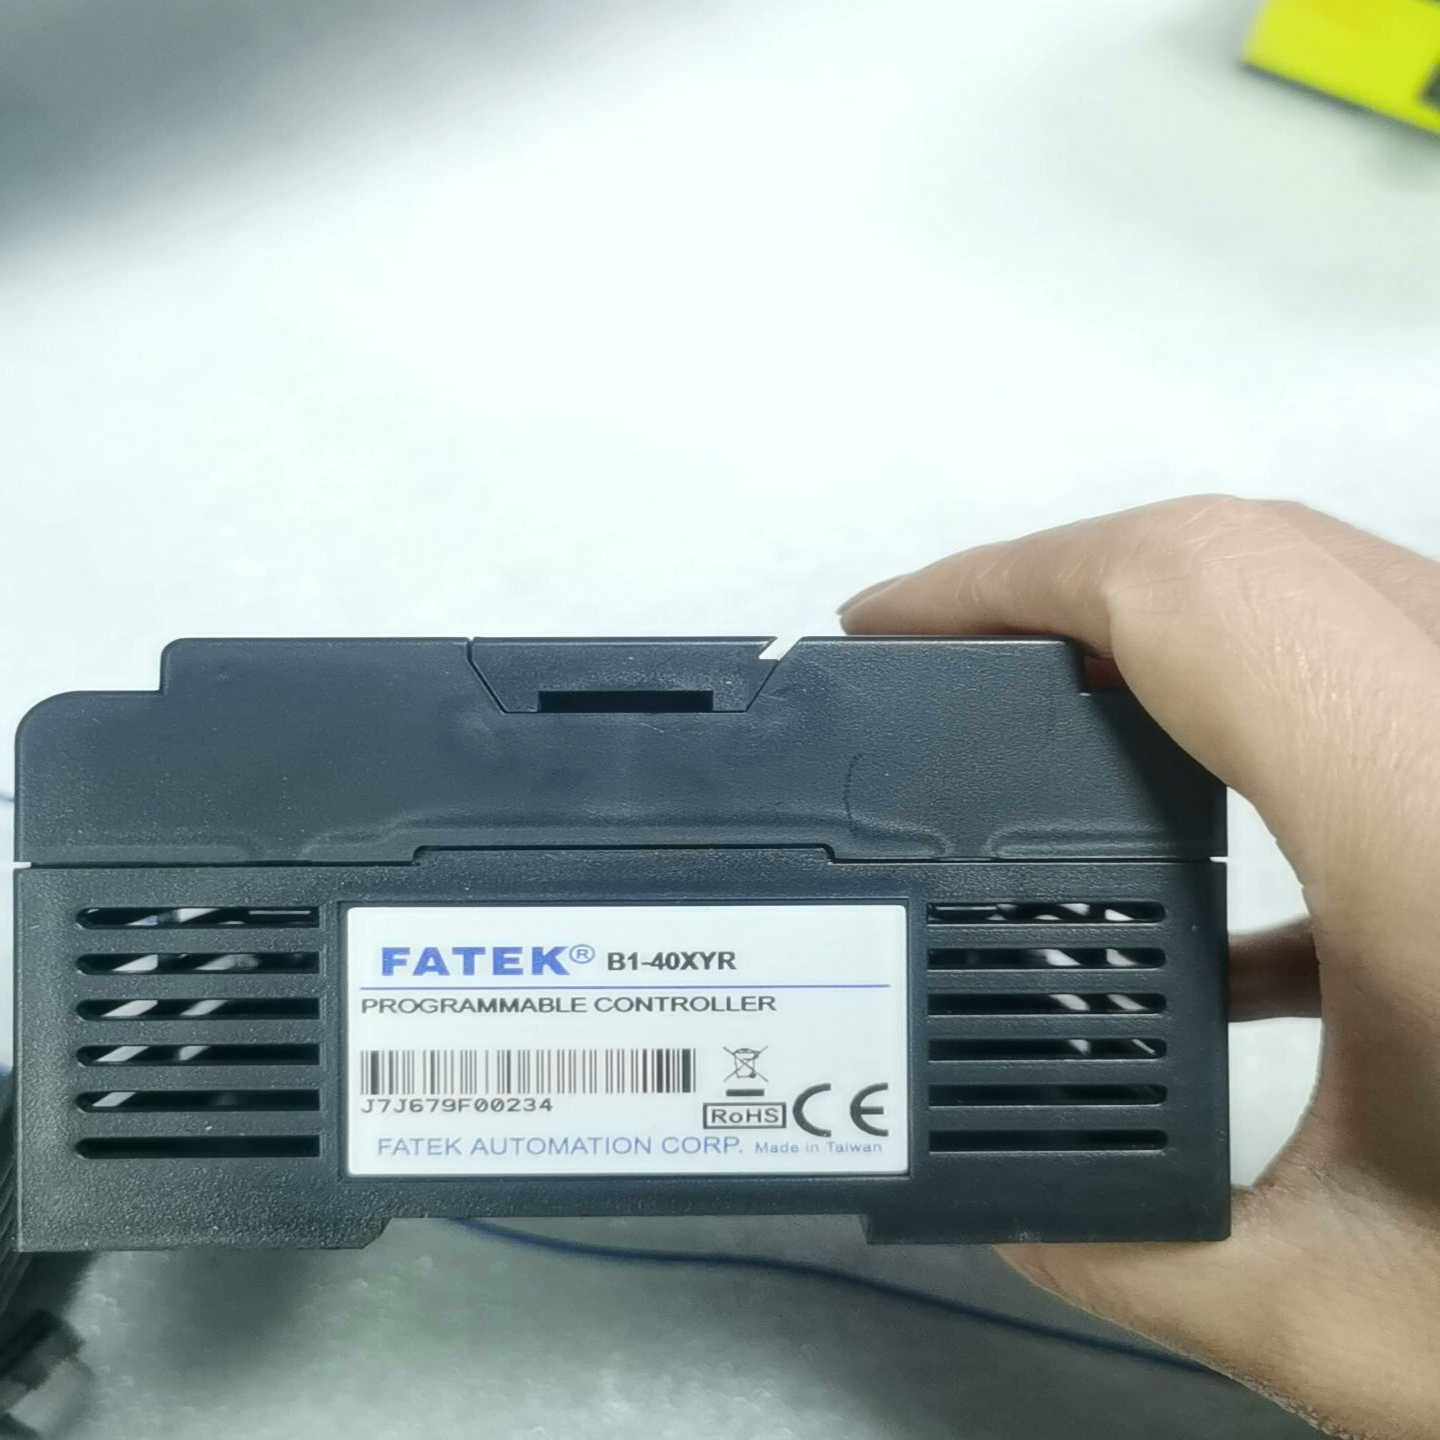 FATEK® B1-40XYR
PROGRAMMABLE CONTROLLER
J7J679F00234
RoHS CE
FATEK AUTOMATION CORP. Made in Taiwan